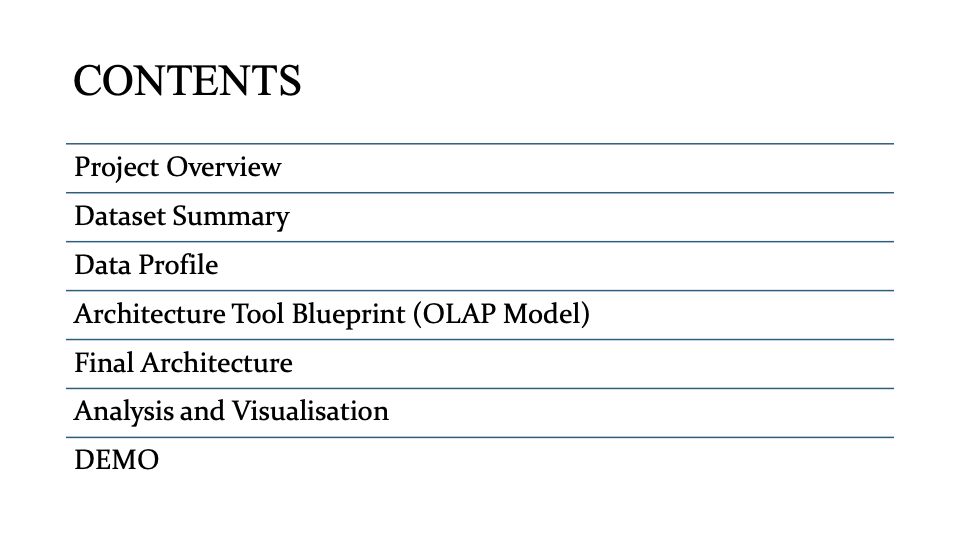 CONTENTS
Project Overview
Dataset Summary
Data Profile
Architecture Tool Blueprint (OLAP Model)
Final Architecture
Analysis and Visualisation
DEMO